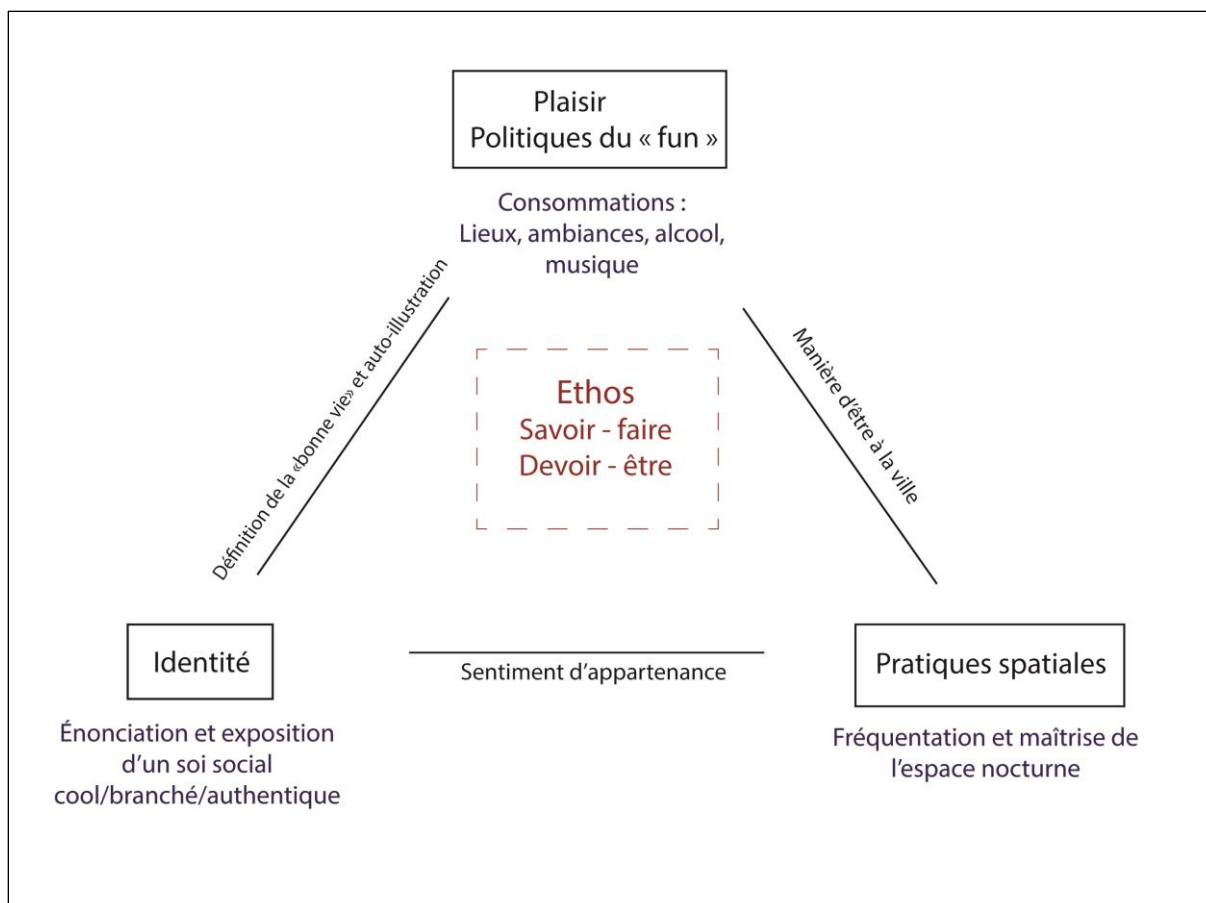 Plaisir
Politiques du « fun »
Consommations :
Lieux, ambiances, alcool,
musique
Définition de la «bonne vie» et auto-illustration
Manière d'être à la ville
Ethos
Savoir - faire
Devoir - être
Identité
Sentiment d'appartenance
Pratiques spatiales
Énonciation et exposition
d'un soi social
cool/branché/authentique
Fréquentation et maîtrise de
l'espace nocturne